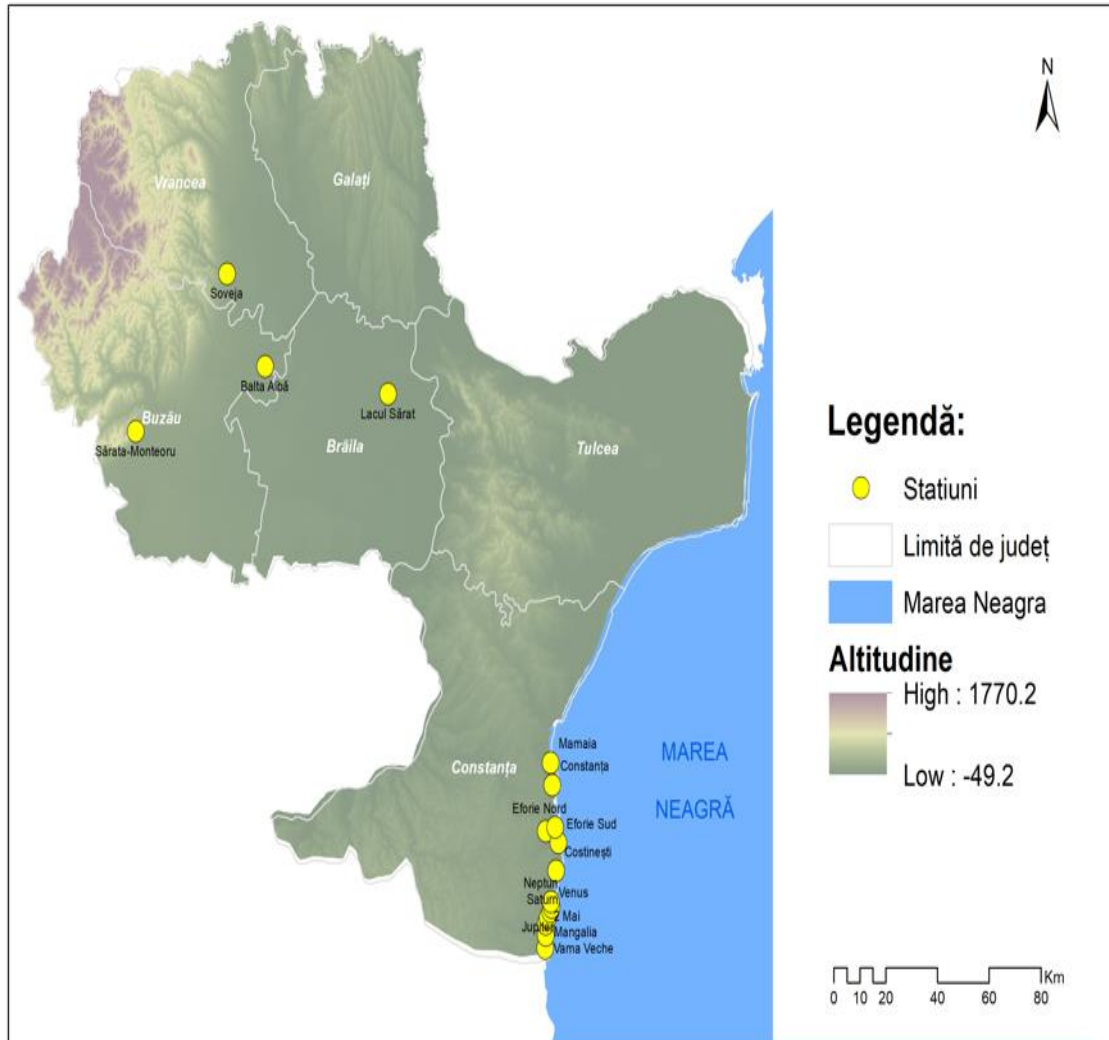 N
Vrancea
Galați
Soveja
Balta Albă
Lacul Sărat
Buzău
Sărata-Monteoru
Brăila
Tulcea
Legendă:
Statiuni
Limită de județ
Marea Neagra
Altitudine
High : 1770.2
Low : -49.2
Mamaia
Constanța
Constanța
MAREA
NEAGRĂ
Eforie Nord
Eforie Sud
Costinești
Neptun
Venus
Saturn
2 Mai
Jupiter
Mangalia
Vama Veche
Km
0 10 20 40 60 80